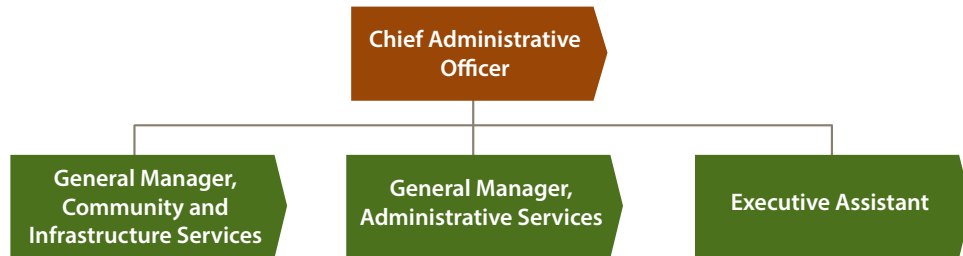 Chief Administrative
Officer
General Manager,
Community and
Infrastructure Services
General Manager,
Administrative Services
Executive Assistant